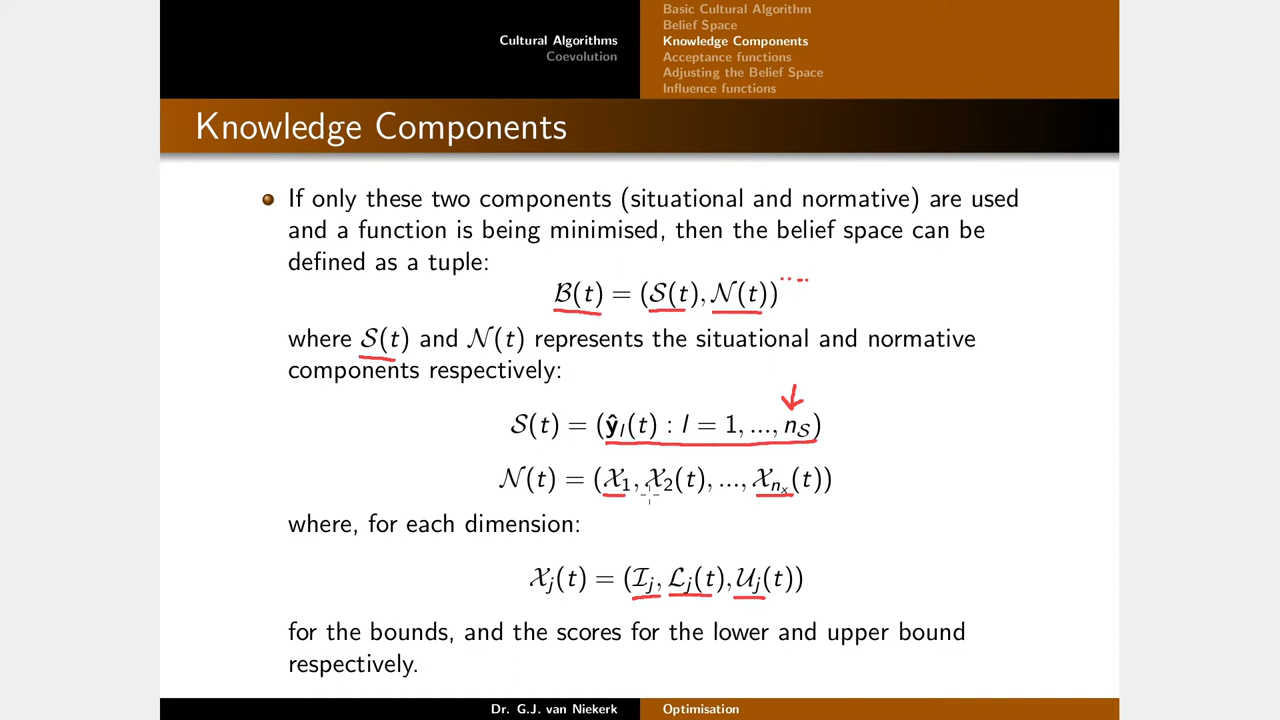 Cultural Algorithms
Coevolution
Basic Cultural Algorithm
Belief Space
Knowledge Components
Acceptance functions
Adjusting the Belief Space
Influence functions
Knowledge Components
If only these two components (situational and normative) are used
and a function is being minimised, then the belief space can be
defined as a tuple:
ℬ(t) = (𝒮(t), 𝒩(t))
where 𝒮(t) and 𝒩(t) represents the situational and normative
components respectively:
𝒮(t) = (ŷ_l(t) : l = 1, ..., n_𝒮)
𝒩(t) = (𝒳_1, 𝒳_2(t), ..., 𝒳_{n_x}(t))
where, for each dimension:
𝒳_j(t) = (ℐ_j, ℒ_j(t), 𝒰_j(t))
for the bounds, and the scores for the lower and upper bound
respectively.
Dr. G.J. van Niekerk
Optimisation